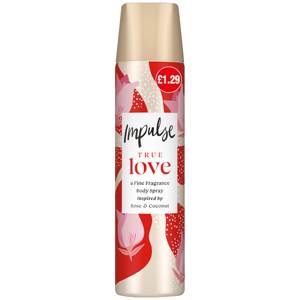 £1.29
Impulse
TRUE
love
a Fine Fragrance
Body Spray
inspired by
Rose & Coconut